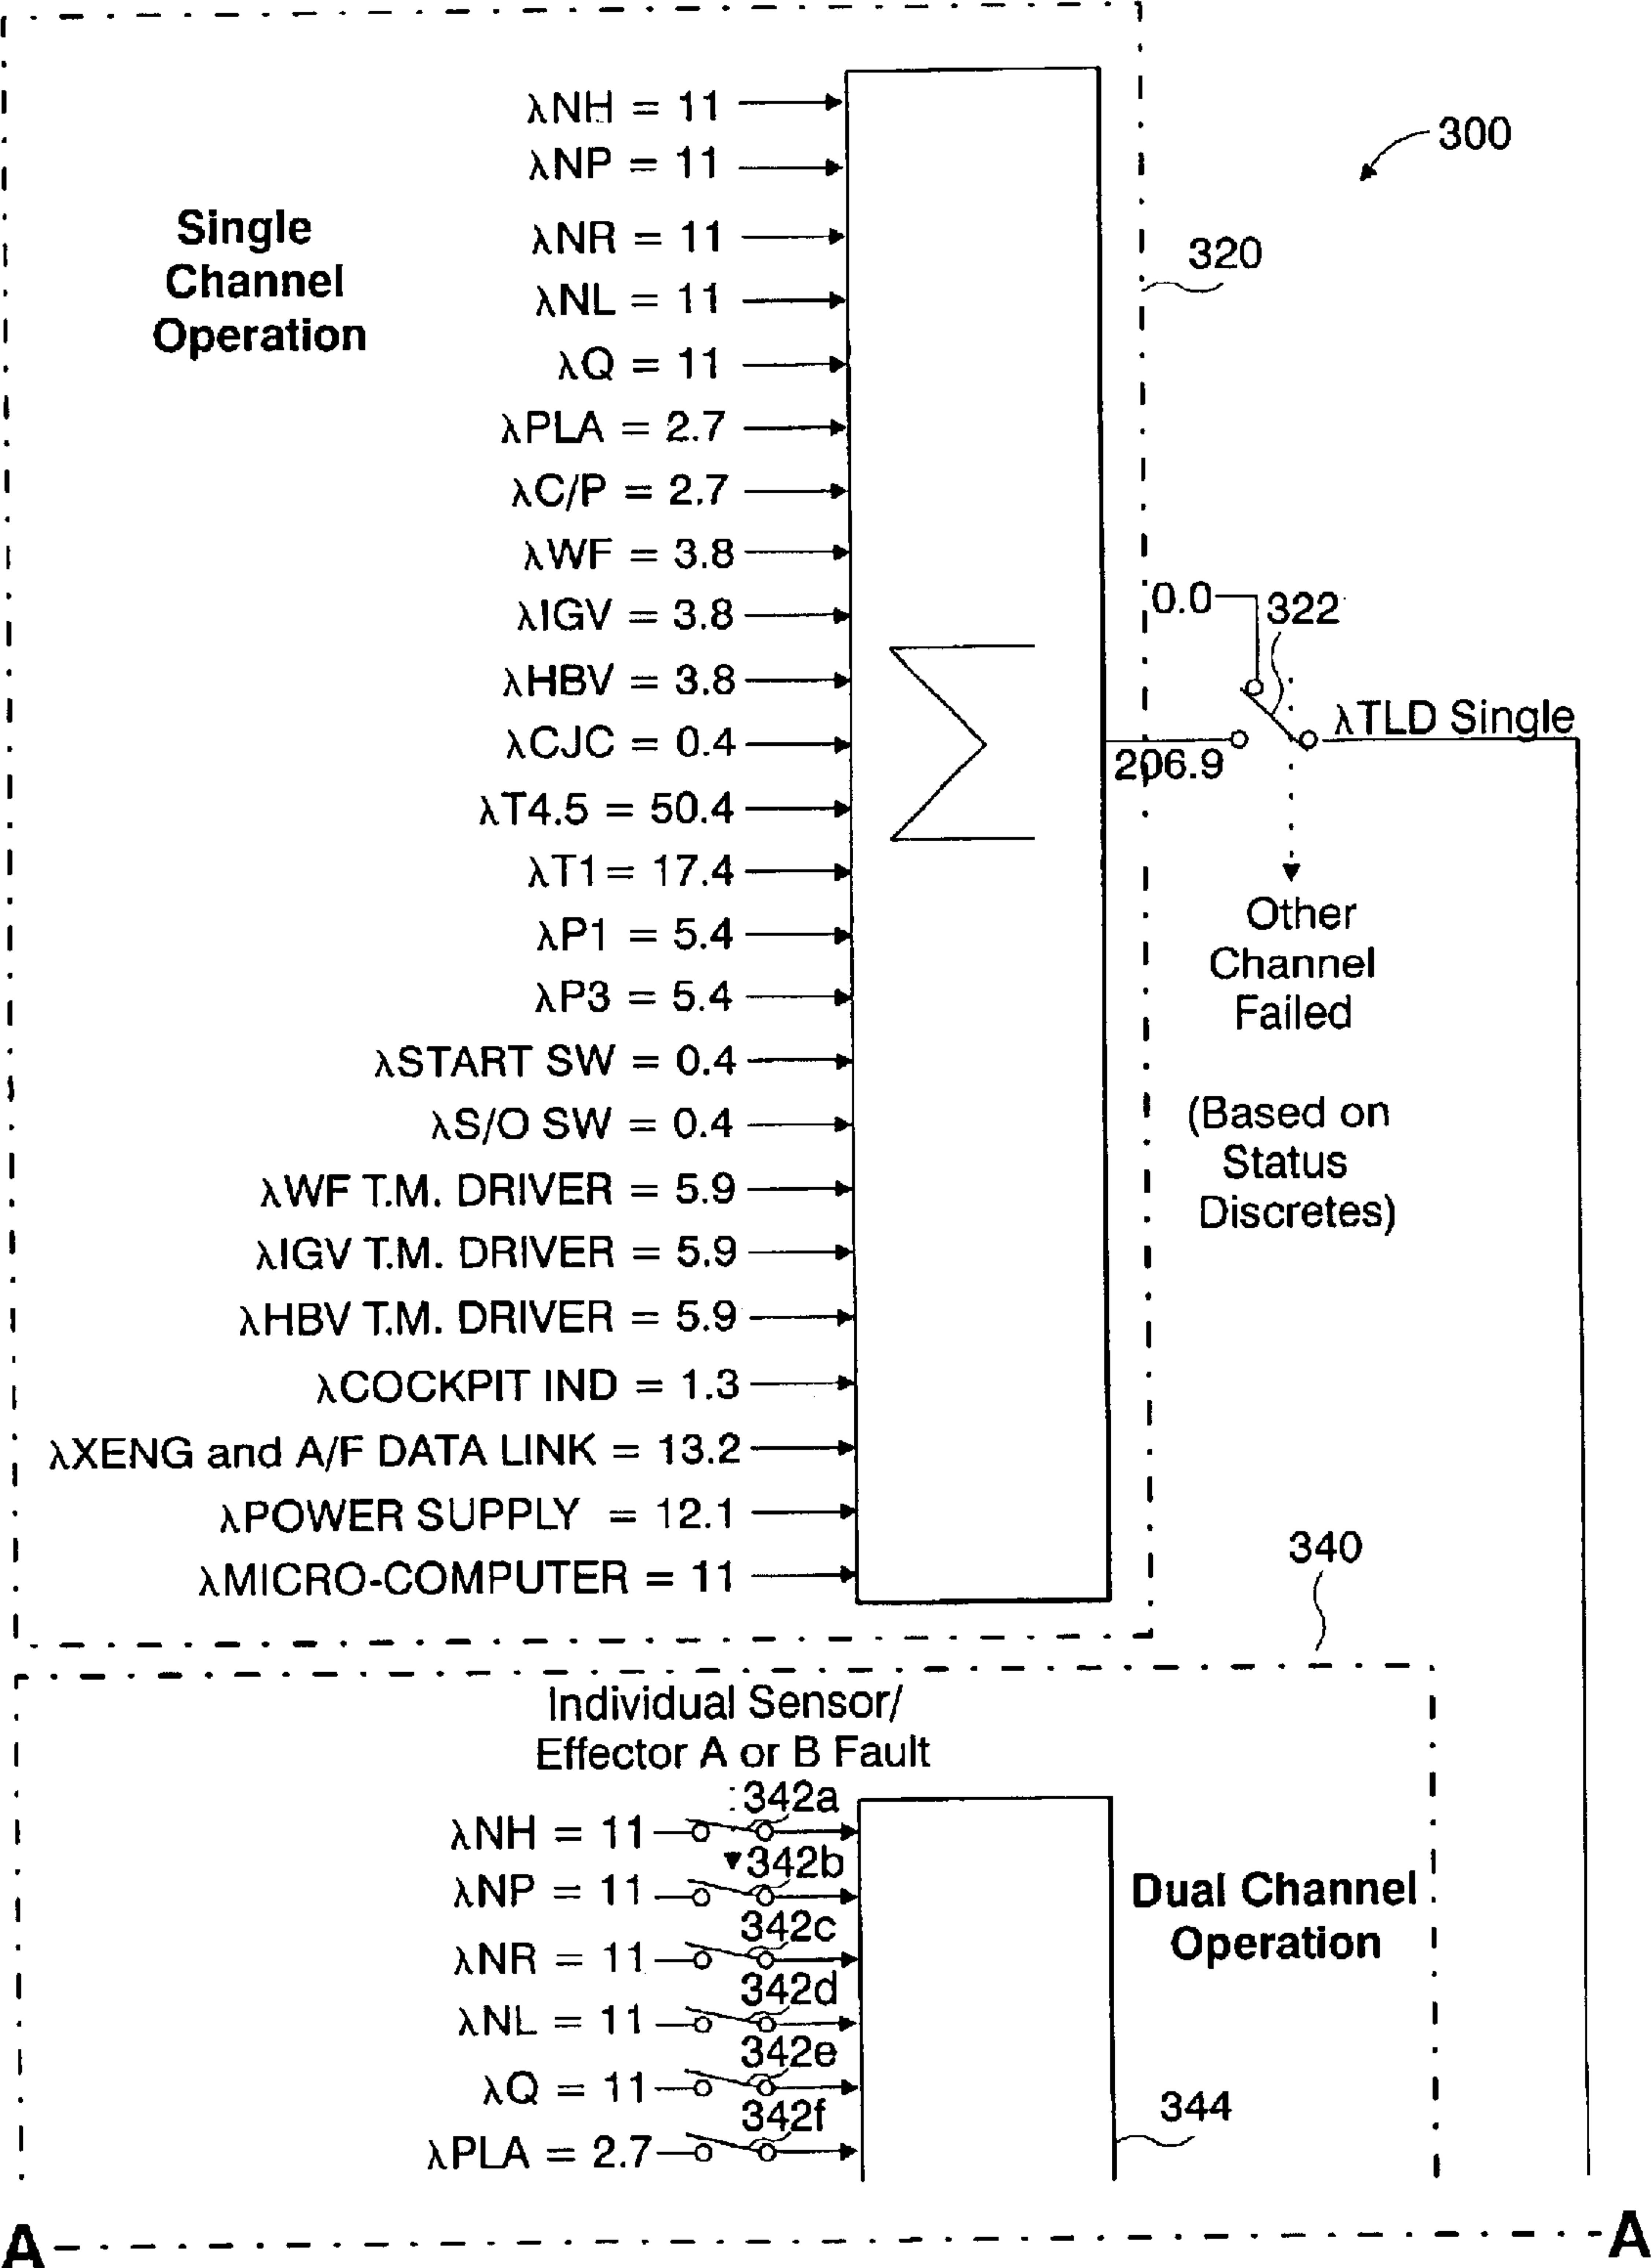 λNH = 11
λNP = 11
λNR = 11
λNL = 11
λQ = 11
λPLA = 2.7
λC/P = 2.7
λWF = 3.8
λIGV = 3.8
λHBV = 3.8
λCJC = 0.4
λT4.5 = 50.4
λT1 = 17.4
λP1 = 5.4
λP3 = 5.4
λSTART SW = 0.4
λS/O SW = 0.4
λWF T.M. DRIVER = 5.9
λIGV T.M. DRIVER = 5.9
λHBV T.M. DRIVER = 5.9
λCOCKPIT IND = 1.3
λXENG and A/F DATA LINK = 13.2
λPOWER SUPPLY = 12.1
λMICRO-COMPUTER = 11
Single
Channel
Operation
300
320
0.0
322
λTLD Single
206.9
Other
Channel
Failed
(Based on
Status
Discretes)
340
Individual Sensor/
Effector A or B Fault
342a
λNH = 11
342b
λNP = 11
342c
λNR = 11
342d
λNL = 11
342e
λQ = 11
342f
λPLA = 2.7
Dual Channel
Operation
344
A
A